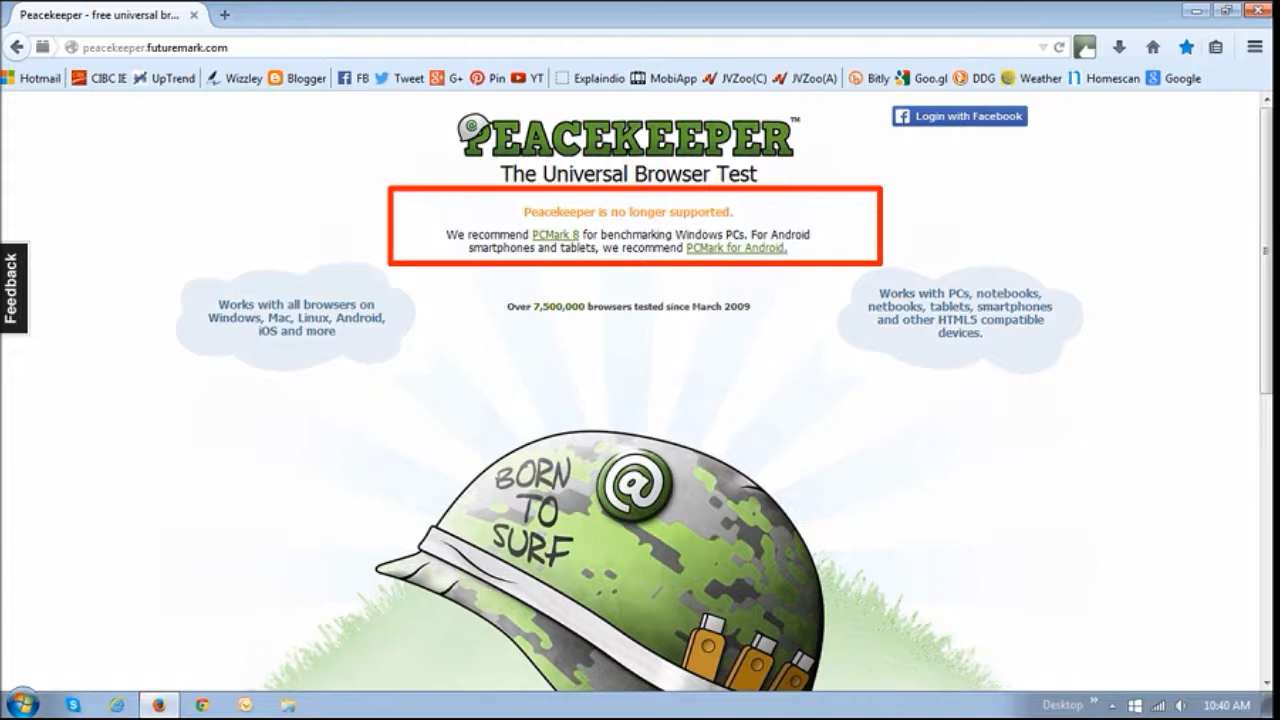 Peacekeeper - free universal br...
peacekeeper.futuremark.com
Hotmail CIBC IE UpTrend Wizzley Blogger FB Tweet G+ Pin YT Explaindio MobiApp JVZoo(C) JVZoo(A) Bitly Goo.gl DDG Weather Homescan Google
PEACEKEEPER™
The Universal Browser Test
Login with Facebook
Peacekeeper is no longer supported.
We recommend PCMark 8 for benchmarking Windows PCs. For Android
smartphones and tablets, we recommend PCMark for Android.
Feedback
Works with all browsers on
Windows, Mac, Linux, Android,
iOS and more
Over 7,500,000 browsers tested since March 2009
Works with PCs, notebooks,
netbooks, tablets, smartphones
and other HTML5 compatible
devices.
BORN
TO
SURF
@
Desktop
10:40 AM